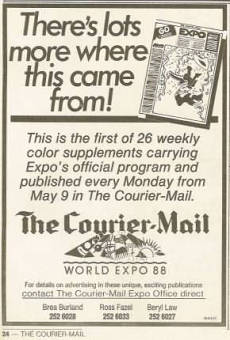 There's lots
more where
this came
from!
GO
EXPO
This is the first of 26 weekly
color supplements carrying
Expo's official program and
published every Monday from
May 9 in The Courier-Mail.
The Courier-Mail
WORLD EXPO 88
For details on advertising in these unique, exciting publications
contact The Courier-Mail Expo Office direct
Brea Burland Ross Fazel Beryl Law
252 6028 252 6033 252 6027
24 — THE COURIER-MAIL